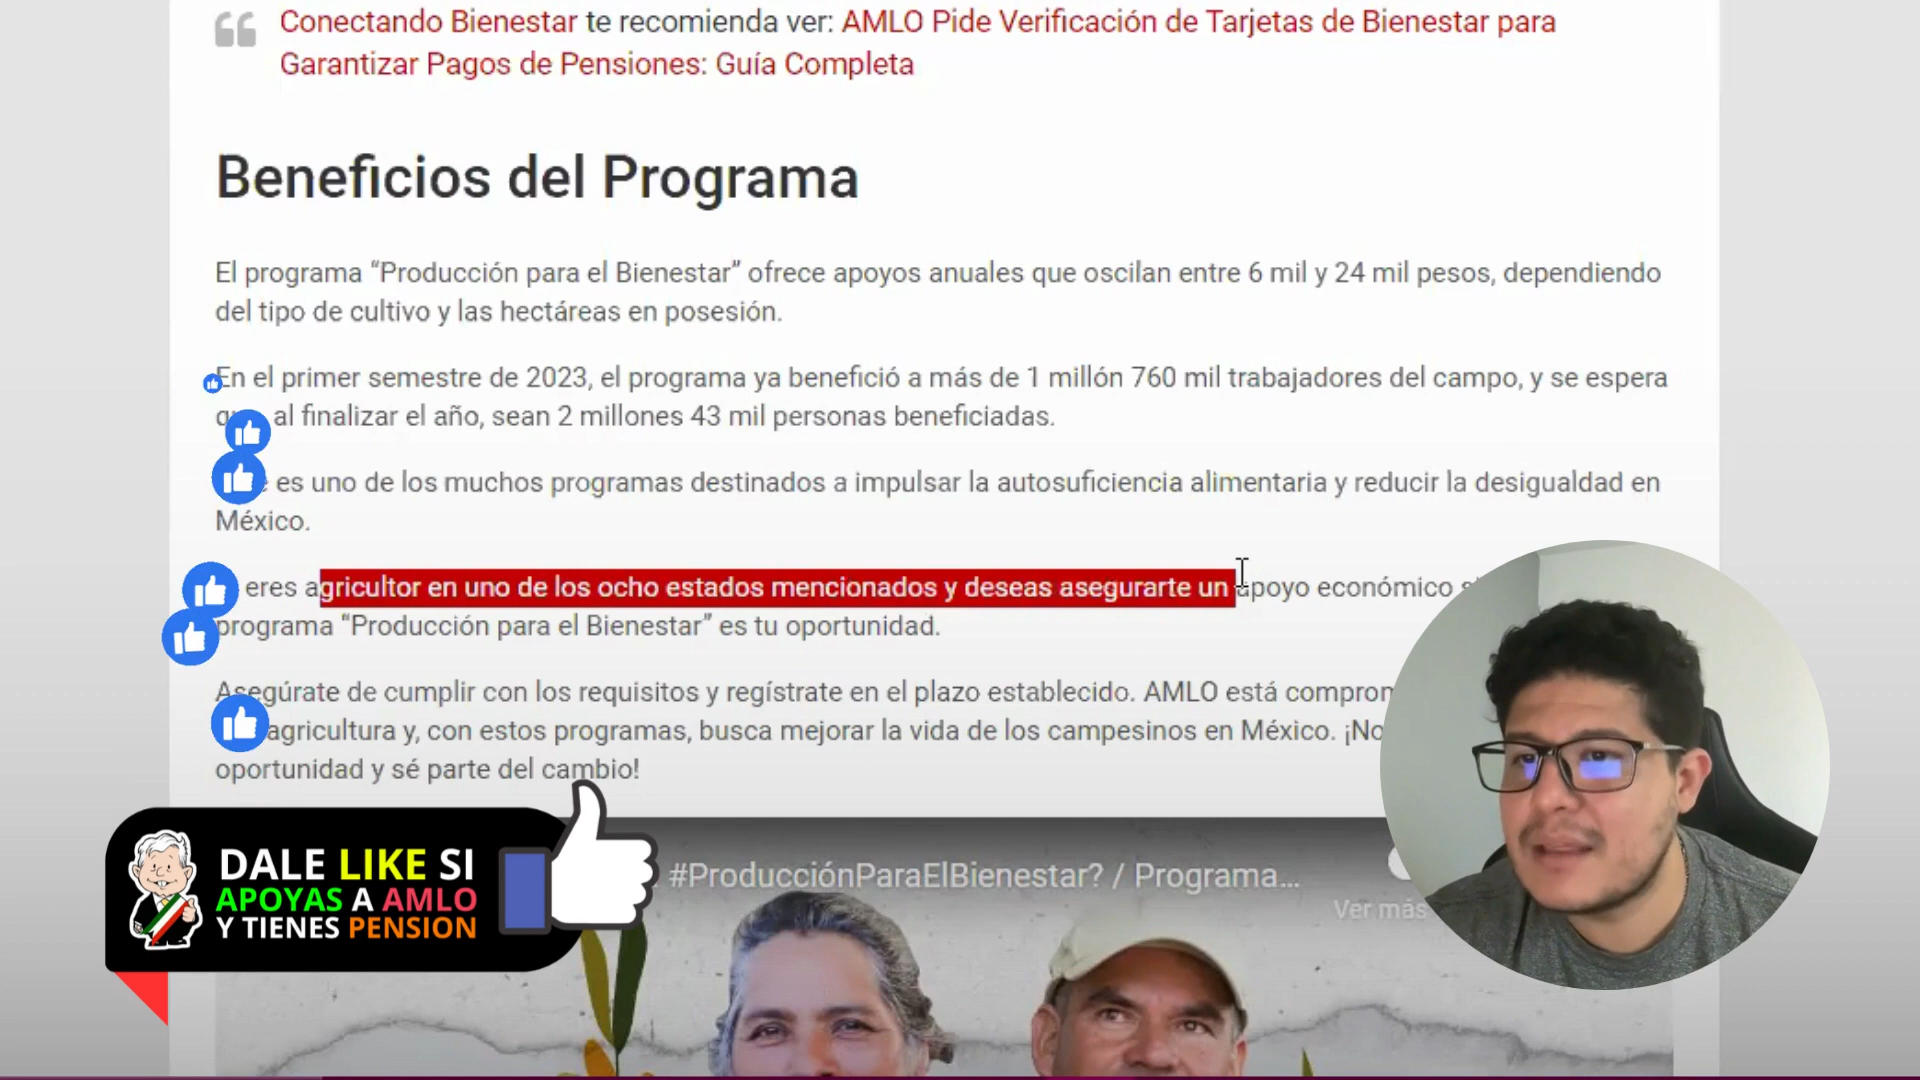 Conectando Bienestar te recomienda ver: AMLO Pide Verificación de Tarjetas de Bienestar para
Garantizar Pagos de Pensiones: Guía Completa
Beneficios del Programa
El programa “Producción para el Bienestar” ofrece apoyos anuales que oscilan entre 6 mil y 24 mil pesos, dependiendo
del tipo de cultivo y las hectáreas en posesión.
En el primer semestre de 2023, el programa ya benefició a más de 1 millón 760 mil trabajadores del campo, y se espera
al finalizar el año, sean 2 millones 43 mil personas beneficiadas.
es uno de los muchos programas destinados a impulsar la autosuficiencia alimentaria y reducir la desigualdad en
México.
eres agricultor en uno de los ocho estados mencionados y deseas asegurarte un apoyo económico
programa “Producción para el Bienestar” es tu oportunidad.
Asegúrate de cumplir con los requisitos y regístrate en el plazo establecido. AMLO está
agricultura y, con estos programas, busca mejorar la vida de los campesinos en México. ¡No
oportunidad y sé parte del cambio!
#ProducciónParaElBienestar? / Programa...
Ver más
DALE LIKE SI
APOYAS A AMLO
Y TIENES PENSION